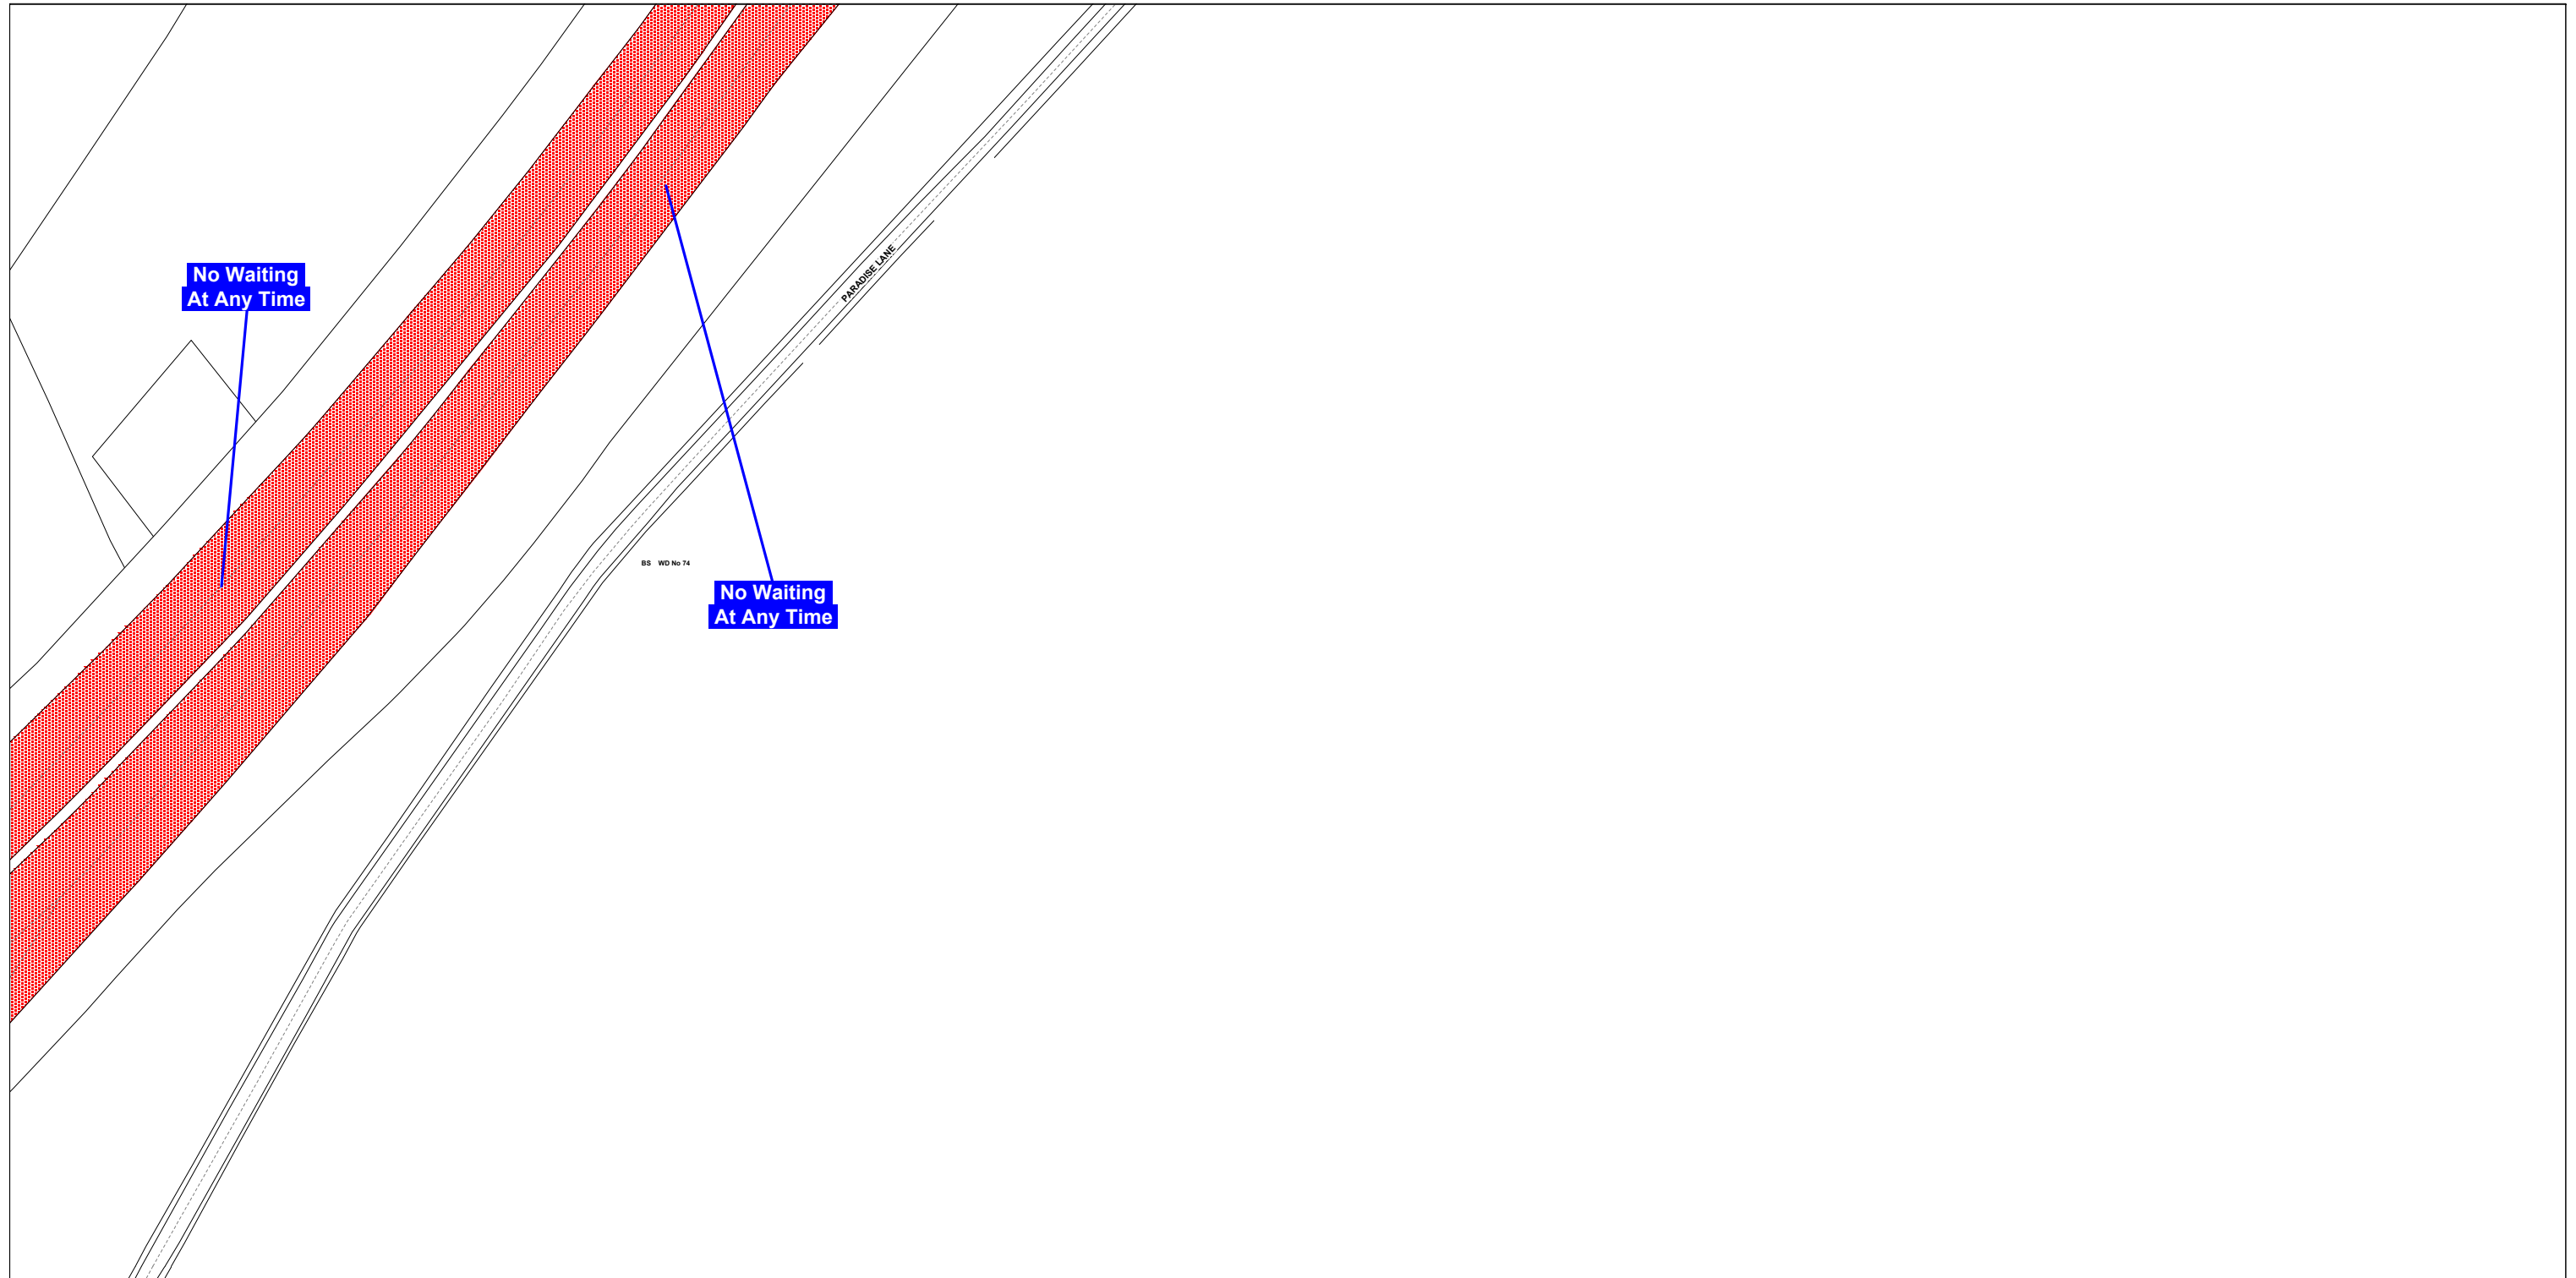 PARADISE LANE
No Waiting
At Any Time
BS WD No 74
No Waiting
At Any Time